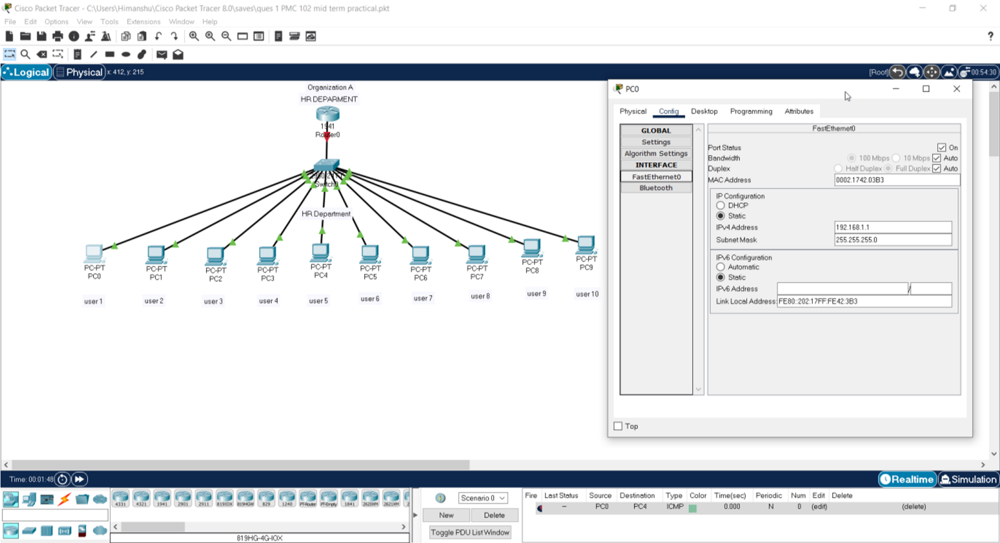 Cisco Packet Tracer - C:\Users\Himanshu\Cisco Packet Tracer 8.0\saves\ques 1 PMC 102 mid term practical.pkt
File Edit Options View Tools Extensions Window Help
?
Logical Physical x: 412, y: 215 [Root] 00:54:30
Organization A
HR DEPARMENT
1941
Router0
Switch0
HR Department
PC-PT
PC0
PC-PT
PC1
PC-PT
PC2
PC-PT
PC3
PC-PT
PC4
PC-PT
PC5
PC-PT
PC6
PC-PT
PC7
PC-PT
PC8
PC-PT
PC9
user 1 user 2 user 3 user 4 user 5 user 6 user 7 user 8 user 9 user 10
PC0
Physical Config Desktop Programming Attributes
GLOBAL
Settings
Algorithm Settings
INTERFACE
FastEthernet0
Bluetooth
FastEthernet0
Port Status On
Bandwidth 100 Mbps 10 Mbps Auto
Duplex Half Duplex Full Duplex Auto
MAC Address 0002.1742.03B3
IP Configuration
DHCP
Static
IPv4 Address 192.168.1.1
Subnet Mask 255.255.255.0
IPv6 Configuration
Automatic
Static
IPv6 Address /
Link Local Address: FE80::202:17FF:FE42:3B3
Top
Time: 00:01:48 Realtime Simulation
4331 4321 1941 2901 2911 819IOX 819HGW 829 1240 PT-Router PT-Empty 1841 2620XM 2621XM
819HG-4G-IOX
Scenario 0
New Delete
Toggle PDU List Window
Fire Last Status Source Destination Type Color Time(sec) Periodic Num Edit Delete
-- PC0 PC4 ICMP 0.000 N 0 (edit) (delete)